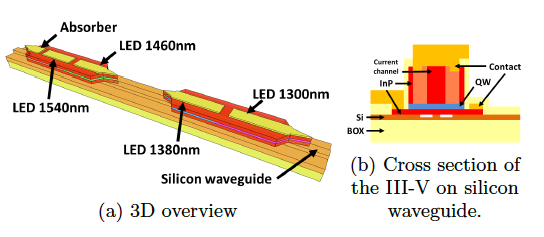 Absorber
LED 1460nm
LED 1300nm
LED 1540nm
LED 1380nm
Silicon waveguide
(a) 3D overview
Current
channel
Contact
InP
QW
Si
BOX
(b) Cross section of
the III-V on silicon
waveguide.